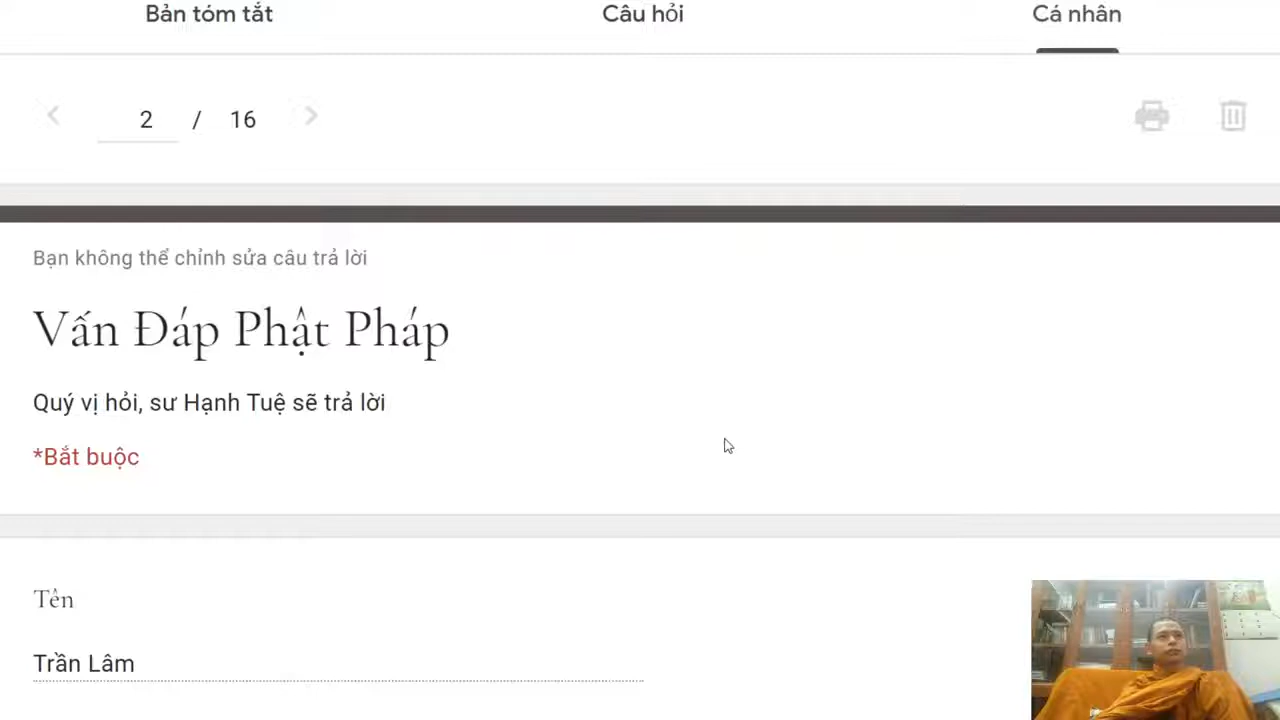 Bản tóm tắt Câu hỏi Cá nhân
2 / 16
Bạn không thể chỉnh sửa câu trả lời
Vấn Đáp Phật Pháp
Quý vị hỏi, sư Hạnh Tuệ sẽ trả lời
*Bắt buộc
Tên
Trần Lâm